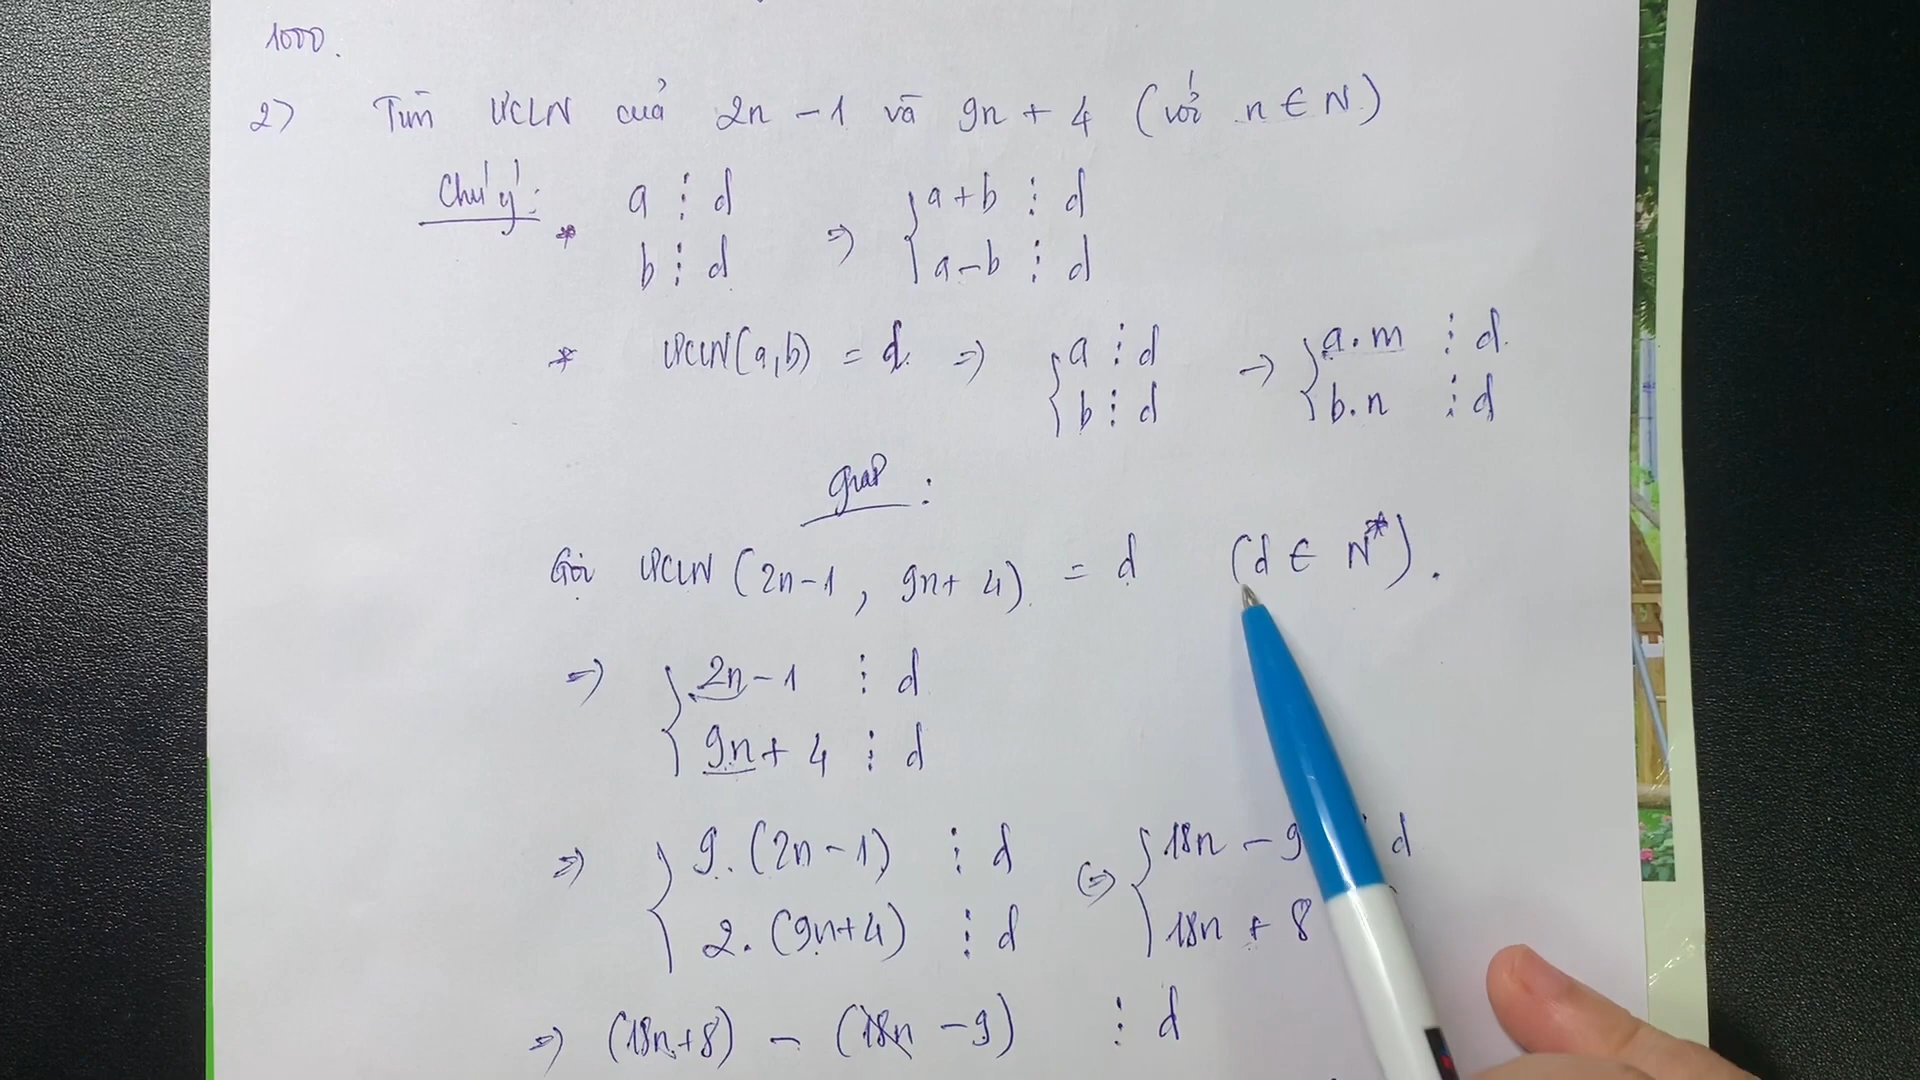 1000.
2) Tìm ƯCLN của 2n - 1 và 9n + 4 (với n ∈ N)
Chú ý: * a ⋮ d
b ⋮ d => { a + b ⋮ d
a - b ⋮ d
* ƯCLN(a,b) = d => { a ⋮ d
b ⋮ d -> { a.m ⋮ d.
b.n ⋮ d
Giải :
Gọi ƯCLN (2n-1, 9n+4) = d (d ∈ N*).
=> { 2n - 1 ⋮ d
9n + 4 ⋮ d
=> { 9.(2n - 1) ⋮ d
2.(9n+4) ⋮ d
<=> { 18n - 9 ⋮ d
18n + 8
=> (18n+8) - (18n - 9) ⋮ d